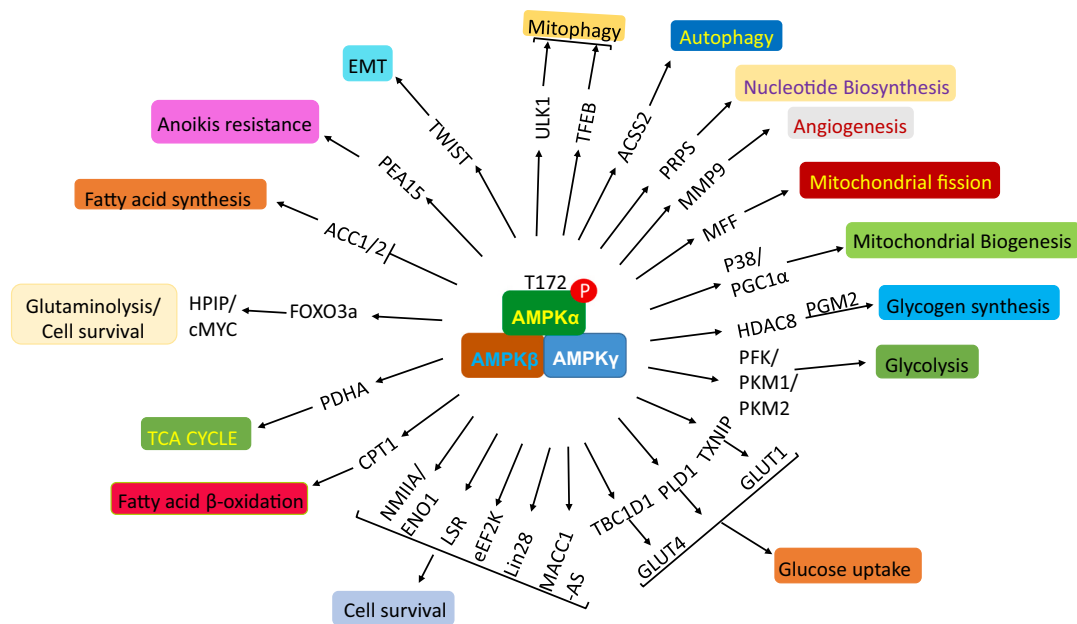 Mitophagy
Autophagy
EMT
Nucleotide Biosynthesis
Anoikis resistance
Angiogenesis
TWIST
ULK1
TFEB
ACSS2
PRPS
MMP9
PEA15
Mitochondrial fission
Fatty acid synthesis
ACC1/2
MFF
Mitochondrial Biogenesis
P38/
PGC1α
T172
P
AMPKα
AMPKβ
AMPKγ
Glutaminolysis/
Cell survival
HPIP/
cMYC
FOXO3a
HDAC8
PGM2
Glycogen synthesis
PFK/
PKM1/
PKM2
Glycolysis
PDHA
TCA CYCLE
CPT1
Fatty acid β-oxidation
NMIIA/
ENO1
LSR
eEF2K
Lin28
MACC1
-AS
TBC1D1
PLD1
TXNIP
GLUT4
GLUT1
Glucose uptake
Cell survival